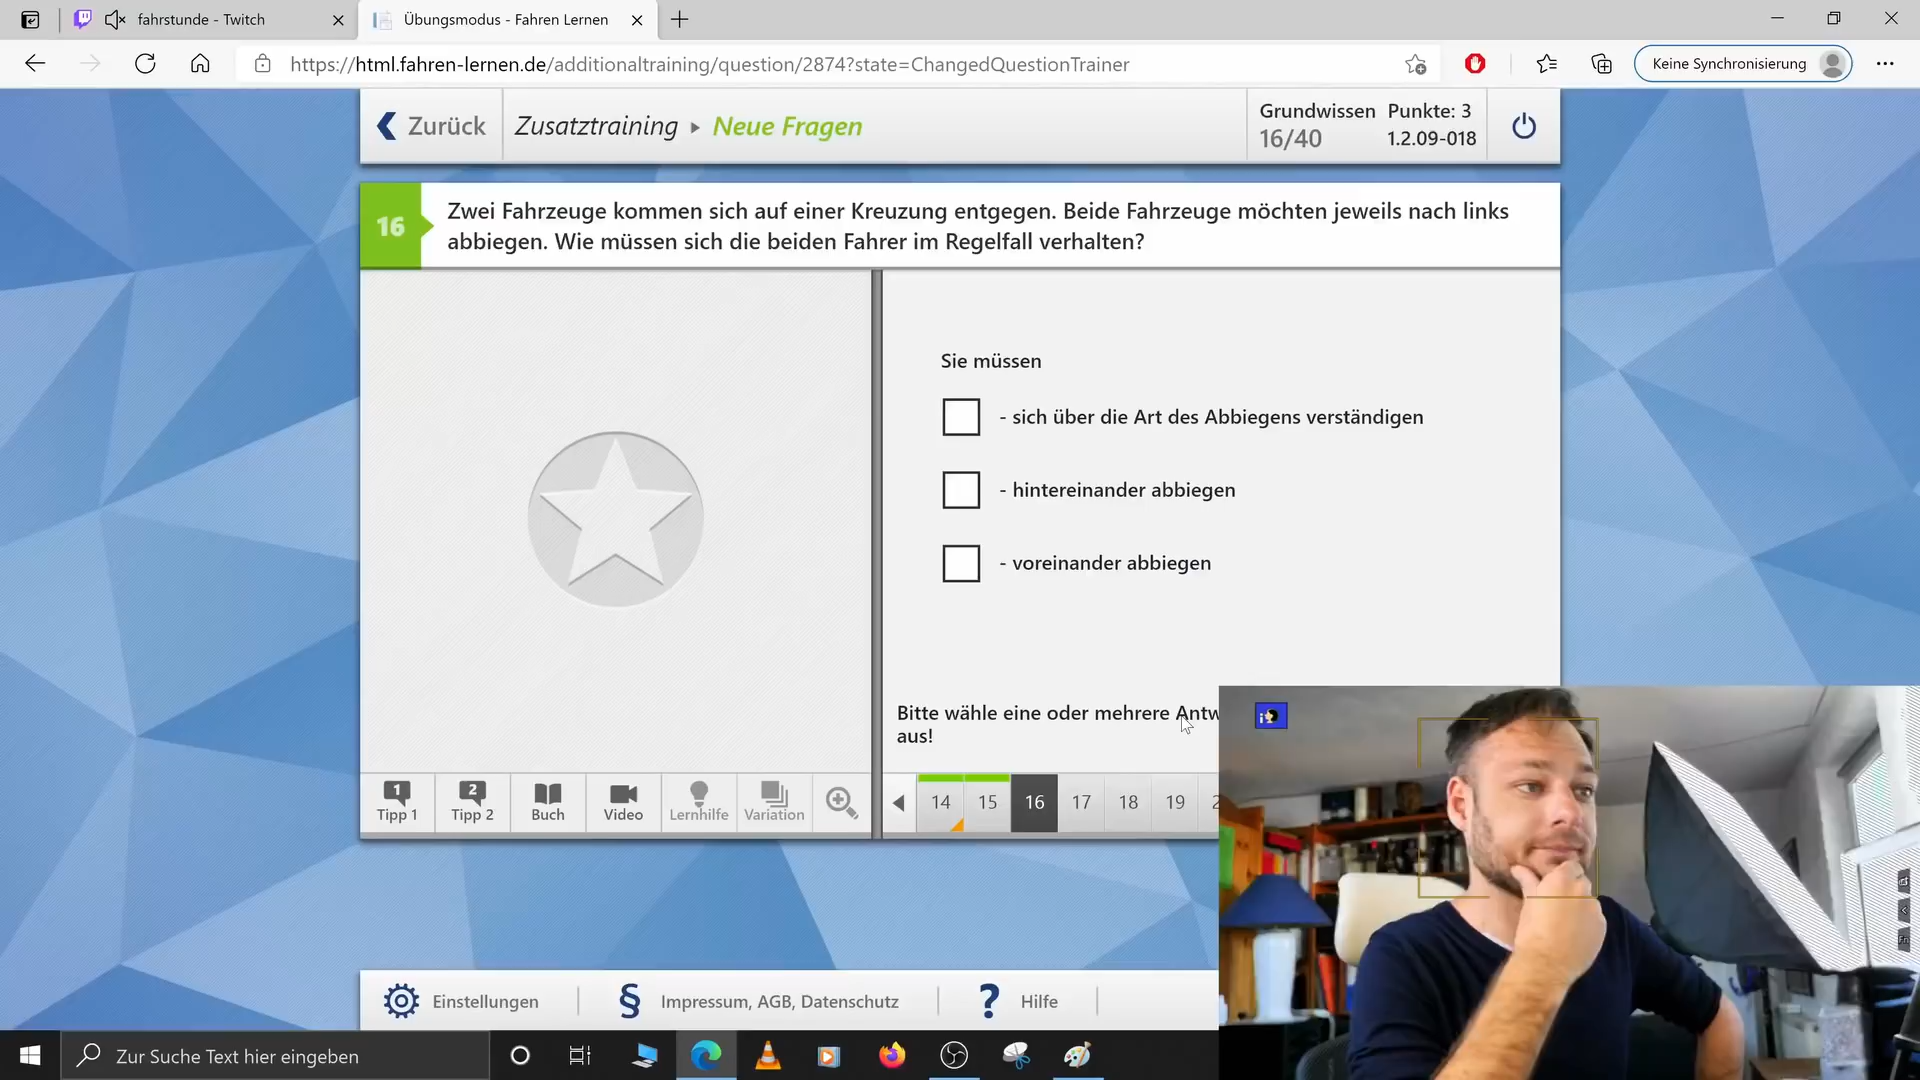 fahrstunde - Twitch
Übungsmodus - Fahren Lernen
https://html.fahren-lernen.de/additionaltraining/question/2874?state=ChangedQuestionTrainer
Keine Synchronisierung
Zurück
Zusatztraining
Neue Fragen
Grundwissen
16/40
Punkte: 3
1.2.09-018
16
Zwei Fahrzeuge kommen sich auf einer Kreuzung entgegen. Beide Fahrzeuge möchten jeweils nach links
abbiegen. Wie müssen sich die beiden Fahrer im Regelfall verhalten?
Sie müssen
- sich über die Art des Abbiegens verständigen
- hintereinander abbiegen
- voreinander abbiegen
Bitte wähle eine oder mehrere Antw
aus!
1
Tipp 1
2
Tipp 2
Buch
Video
Lernhilfe
Variation
14
15
16
17
18
19
2
Einstellungen
§ Impressum, AGB, Datenschutz
? Hilfe
Zur Suche Text hier eingeben